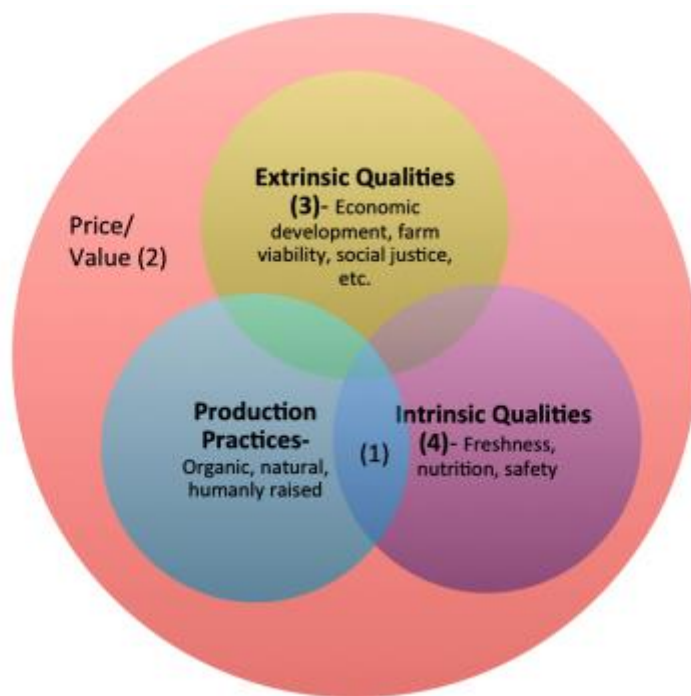 Extrinsic Qualities
(3)- Economic
development, farm
viability, social justice,
etc.
Price/
Value (2)
Production
Practices-
Organic, natural,
humanly raised
(1)
Intrinsic Qualities
(4)- Freshness,
nutrition, safety